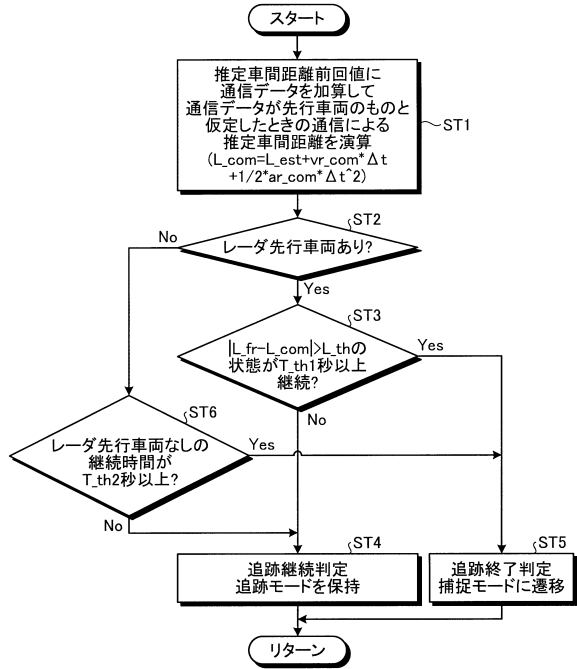 スタート
推定車間距離前回値に
通信データを加算して
通信データが先行車両のものと
仮定したときの通信による
推定車間距離を演算
(L_com=L_est+vr_com*Δt
+1/2*ar_com*Δt^2)
ST1
ST2
レーダ先行車両あり?
No
Yes
ST3
|L_fr-L_com|>L_thの
状態がT_th1秒以上
継続?
Yes
No
ST6
レーダ先行車両なしの
継続時間が
T_th2秒以上?
Yes
No
ST4
追跡継続判定
追跡モードを保持
ST5
追跡終了判定
捕捉モードに遷移
リターン